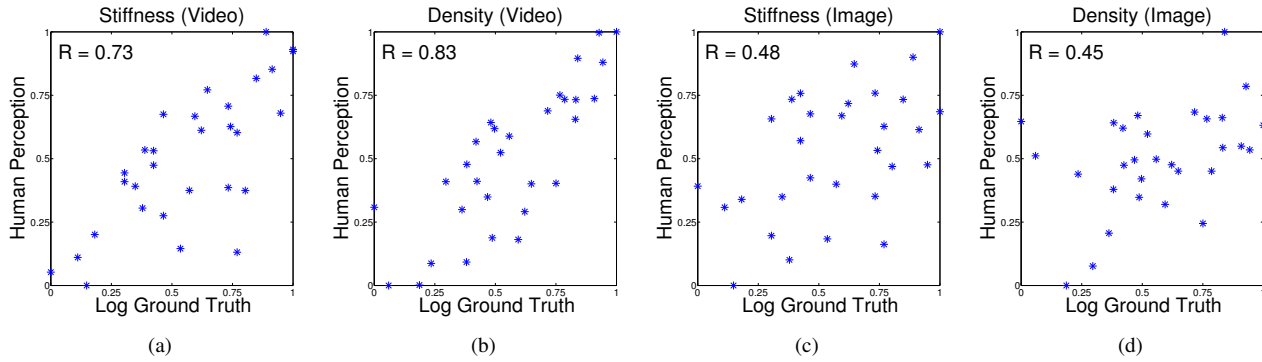 Stiffness (Video)
R = 0.73
Human Perception
1
0.75
0.5
0.25
0
0.25
0.5
0.75
1
Log Ground Truth
(a)
Density (Video)
R = 0.83
Human Perception
1
0.75
0.5
0.25
0
0.25
0.5
0.75
1
Log Ground Truth
(b)
Stiffness (Image)
R = 0.48
Human Perception
1
0.75
0.5
0.25
0
0
0.25
0.5
0.75
1
Log Ground Truth
(c)
Density (Image)
R = 0.45
Human Perception
1
0.75
0.5
0.25
0
0.25
0.5
0.75
1
Log Ground Truth
(d)